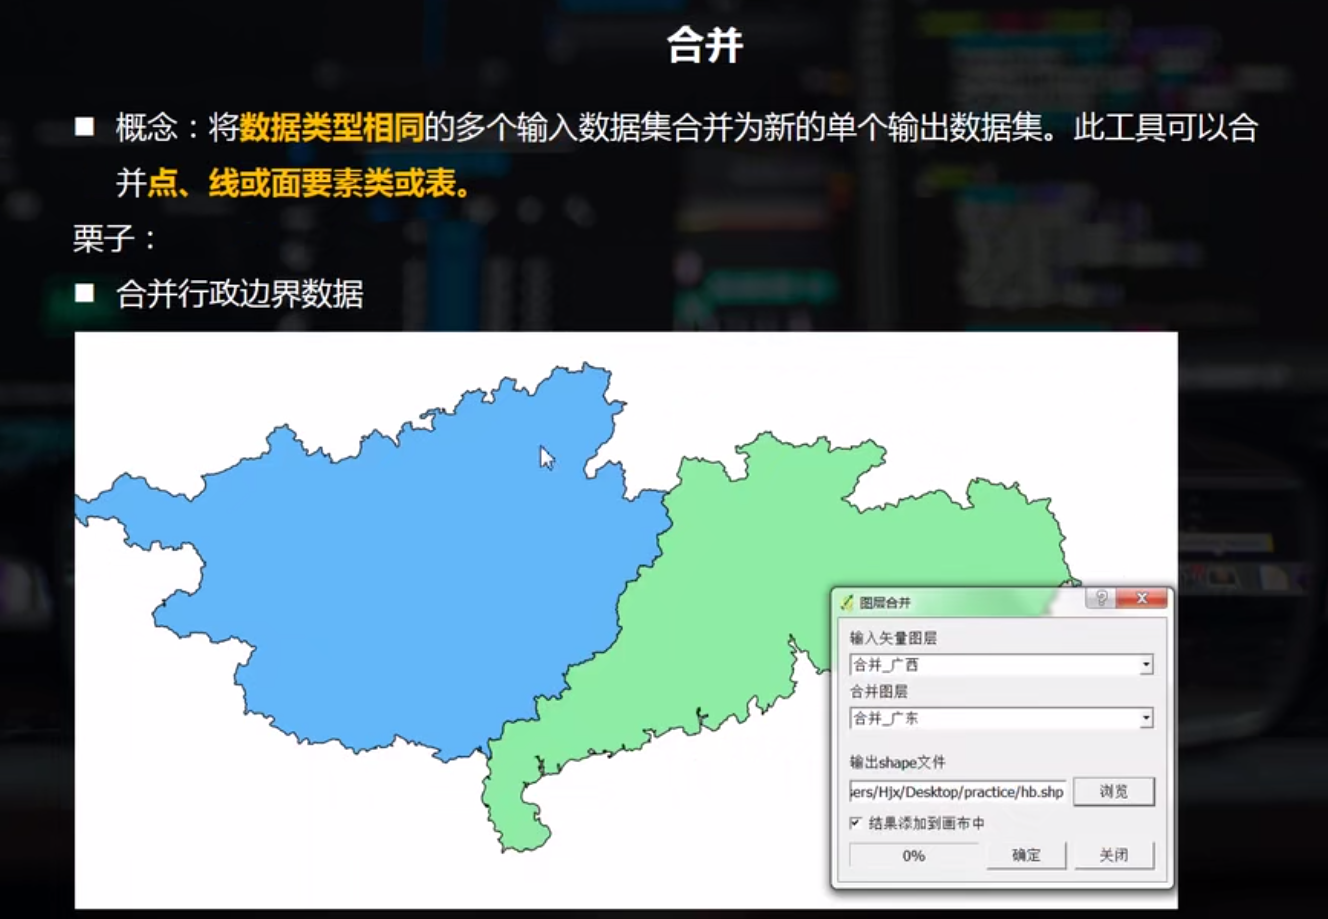 合并
■ 概念：将数据类型相同的多个输入数据集合并为新的单个输出数据集。此工具可以合
并点、线或面要素类或表。
栗子：
■ 合并行政边界数据
图层合并
输入矢量图层
合并_广西
合并图层
合并_广东
输出shape文件
sers/Hjx/Desktop/practice/hb.shp 浏览
结果添加到画布中
0% 确定 关闭